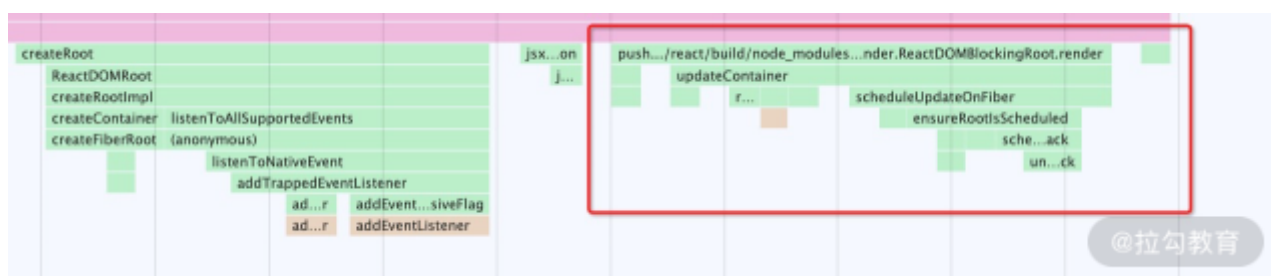 createRoot jsx...on push.../react/build/node_modules...nder.ReactDOMBlockingRoot.render
ReactDOMRoot j... updateContainer
createRootImpl r... scheduleUpdateOnFiber
createContainer listenToAllSupportedEvents ensureRootIsScheduled
createFiberRoot (anonymous) sche...ack
listenToNativeEvent un...ck
addTrappedEventListener
ad...r addEvent...siveFlag
ad...r addEventListener
@拉勾教育